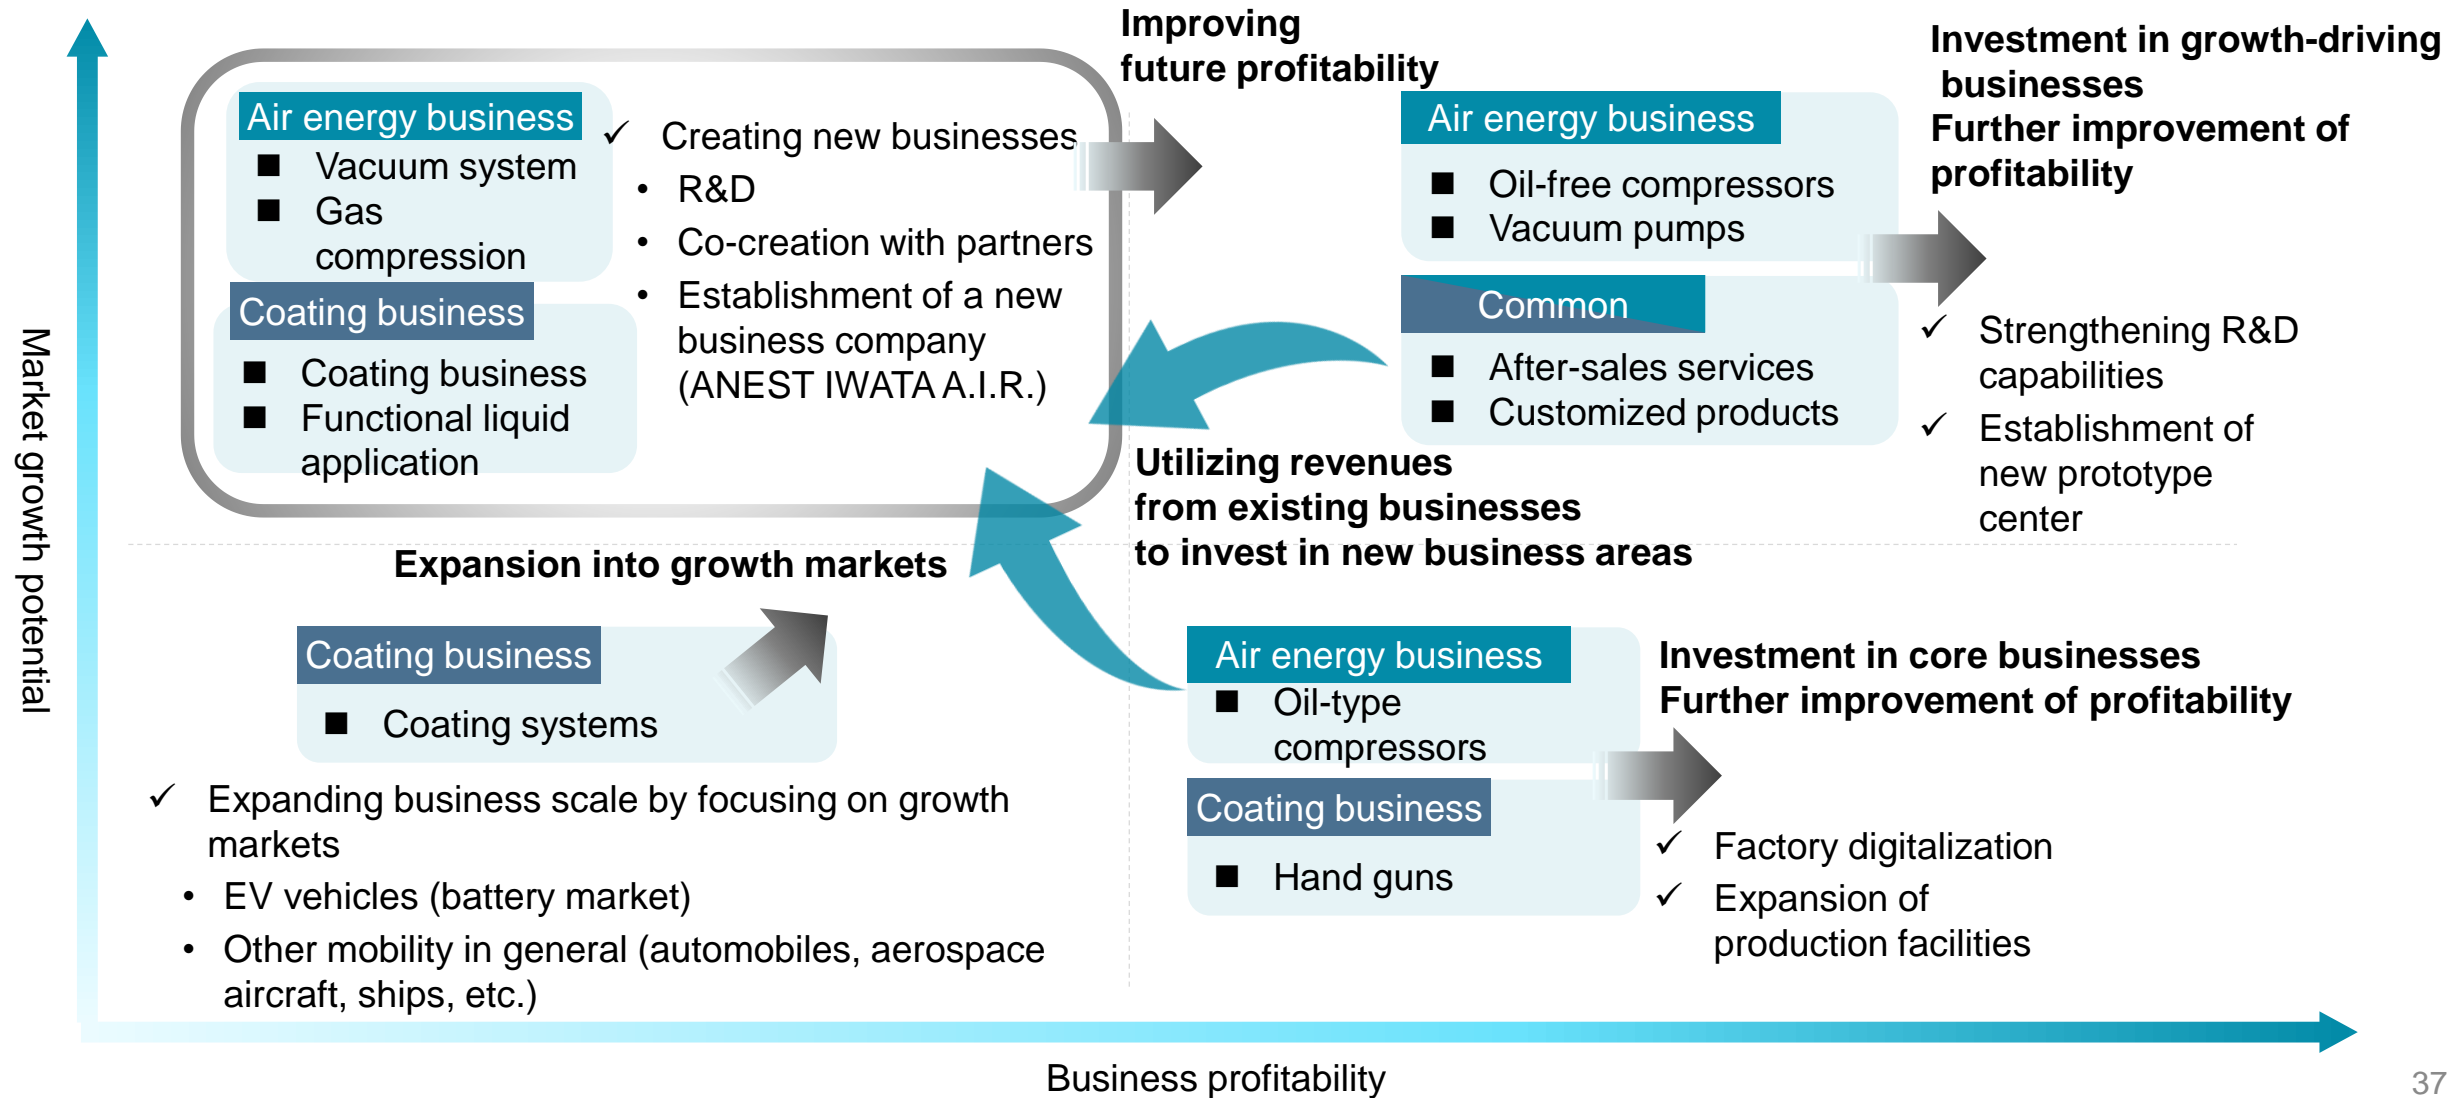 Market growth potential
Air energy business
Vacuum system
Gas
compression
Coating business
Coating business
Functional liquid
application
✓ Creating new businesses
• R&D
• Co-creation with partners
• Establishment of a new
business company
(ANEST IWATA A.I.R.)
Improving
future profitability
Air energy business
Oil-free compressors
Vacuum pumps
Common
After-sales services
Customized products
Investment in growth-driving
businesses
Further improvement of
profitability
✓ Strengthening R&D
capabilities
✓ Establishment of
new prototype
center
Utilizing revenues
from existing businesses
to invest in new business areas
Expansion into growth markets
Coating business
Coating systems
✓ Expanding business scale by focusing on growth
markets
• EV vehicles (battery market)
• Other mobility in general (automobiles, aerospace
aircraft, ships, etc.)
Air energy business
Oil-type
compressors
Coating business
Hand guns
Investment in core businesses
Further improvement of profitability
✓ Factory digitalization
✓ Expansion of
production facilities
Business profitability
37